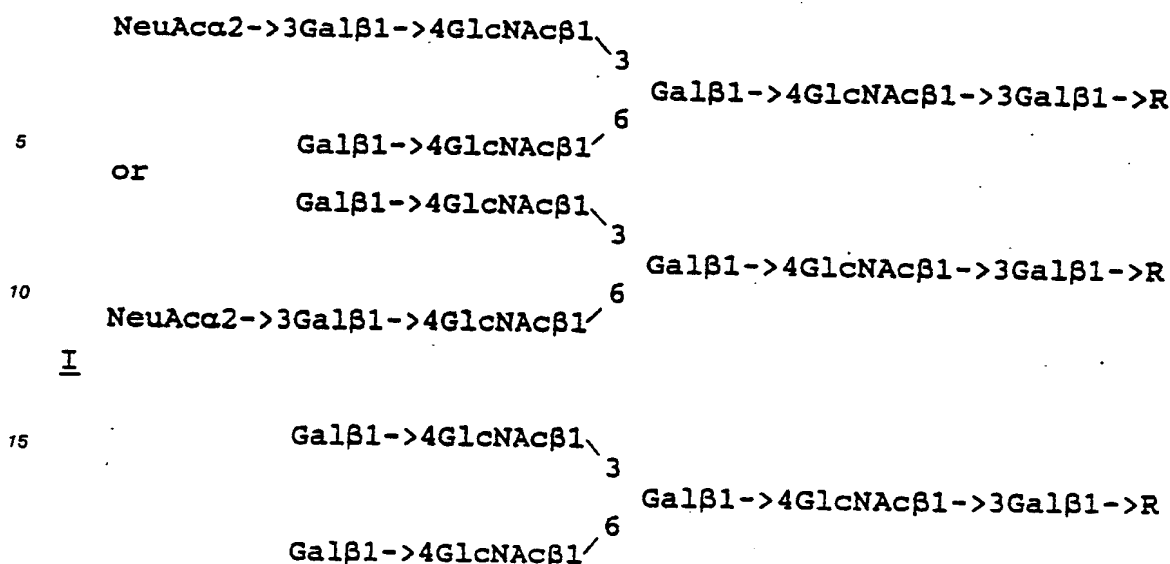 NeuAcα2->3Galβ1->4GlcNAcβ1
3
Galβ1->4GlcNAcβ1->3Galβ1->R
6
5
Galβ1->4GlcNAcβ1
or
Galβ1->4GlcNAcβ1
3
Galβ1->4GlcNAcβ1->3Galβ1->R
10
6
NeuAcα2->3Galβ1->4GlcNAcβ1
I
15
Galβ1->4GlcNAcβ1
3
Galβ1->4GlcNAcβ1->3Galβ1->R
6
Galβ1->4GlcNAcβ1